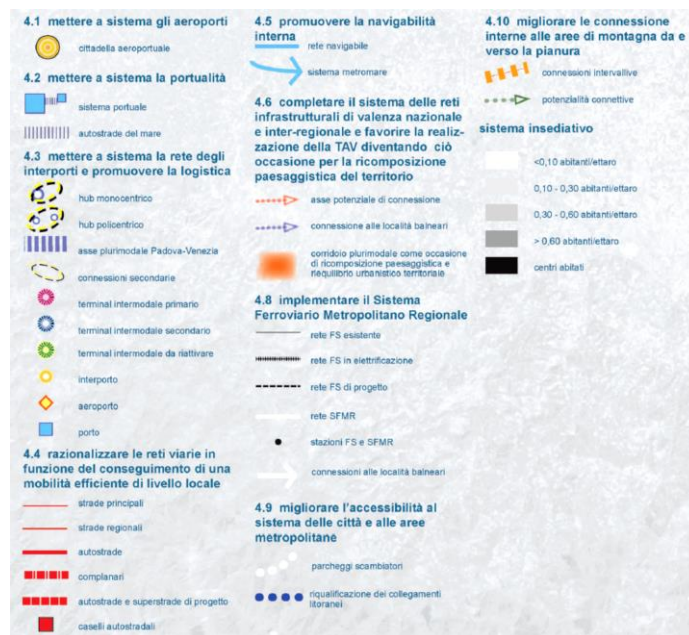 4.1 mettere a sistema gli aeroporti
cittadella aeroportuale
4.2 mettere a sistema la portualità
sistema portuale
autostrade del mare
4.3 mettere a sistema la rete degli
interporti e promuovere la logistica
hub monocentrico
hub policentrico
asse plurimodale Padova-Venezia
connessioni secondarie
terminal intermodale primario
terminal intermodale secondario
terminal intermodale da riattivare
interporto
aeroporto
porto
4.4 razionalizzare le reti viarie in
funzione del conseguimento di una
mobilità efficiente di livello locale
strade principali
strade regionali
autostrade
complanari
autostrade e superstrade di progetto
caselli autostradali
4.5 promuovere la navigabilità
interna
rete navigabile
sistema metromare
4.6 completare il sistema delle reti
infrastrutturali di valenza nazionale
e inter-regionale e favorire la realiz-
zazione della TAV diventando ciò
occasione per la ricomposizione
paesaggistica del territorio
asse potenziale di connessione
connessione alle località balneari
corridoio plurimodale come occasione
di ricomposizione paesaggistica e
riequilibrio urbanistico territoriale
4.8 implementare il Sistema
Ferroviario Metropolitano Regionale
rete FS esistente
rete FS in elettrificazione
rete FS di progetto
rete SFMR
stazioni FS e SFMR
connessioni alle località balneari
4.9 migliorare l'accessibilità al
sistema delle città e alle aree
metropolitane
parcheggi scambiatori
riqualificazione dei collegamenti
litoranei
4.10 migliorare le connessione
interne alle aree di montagna da e
verso la pianura
connessioni intervallive
potenzialità connettive
sistema insediativo
<0,10 abitanti/ettaro
0,10 - 0,30 abitanti/ettaro
0,30 - 0,60 abitanti/ettaro
> 0,60 abitanti/ettaro
centri abitati